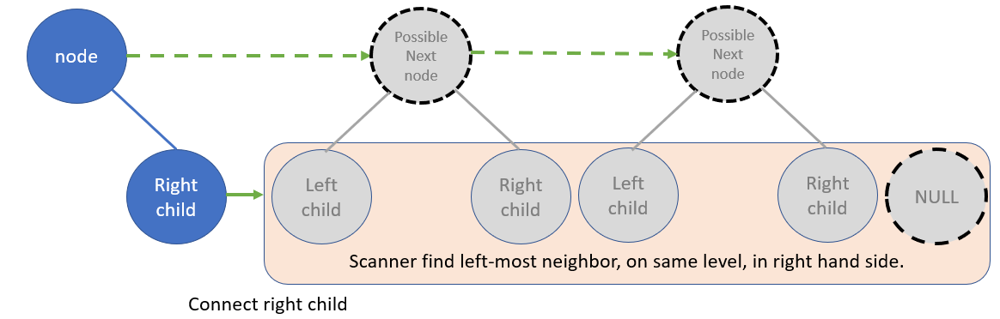 node
Possible
Next
node
Possible
Next
node
Right
child
Left
child
Right
child
Left
child
Right
child
NULL
Scanner find left-most neighbor, on same level, in right hand side.
Connect right child